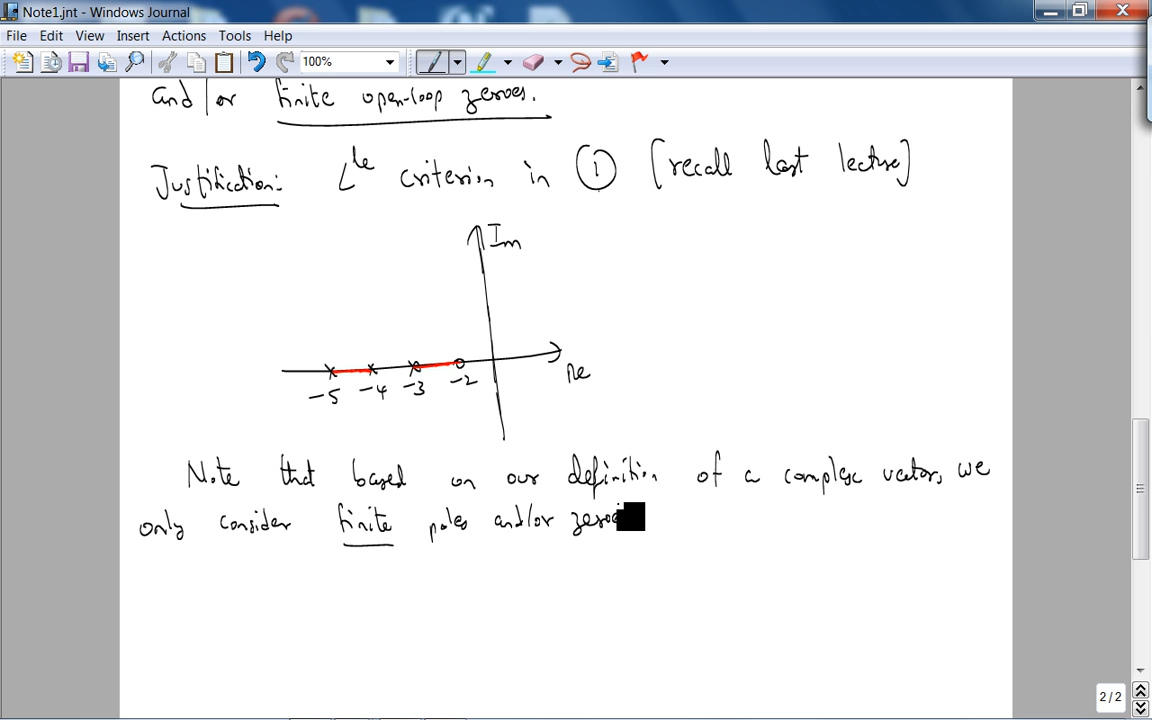 Note1.jnt - Windows Journal
File Edit View Insert Actions Tools Help
100%
and/or finite open-loop zeroes.
Justification: ∠le criterion in ① [recall last lecture]
Im
Re
-5 -4 -3 -2
Note that based on our definition of a complex vector, we
only consider finite poles and/or zeroe
2/2